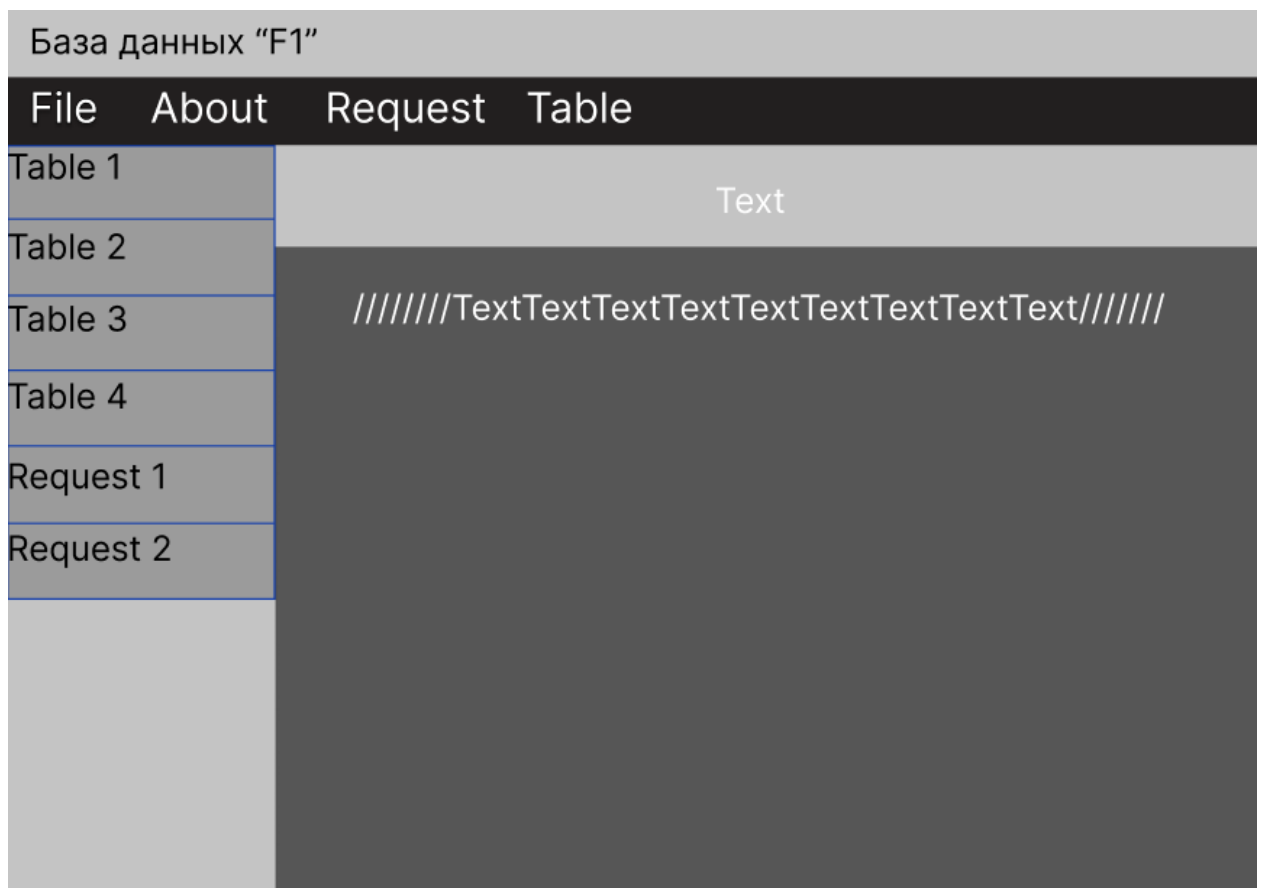 База данных “F1”
File About Request Table
Table 1
Table 2
Table 3
Table 4
Request 1
Request 2
Text
////////TextTextTextTextTextTextTextTextText///////